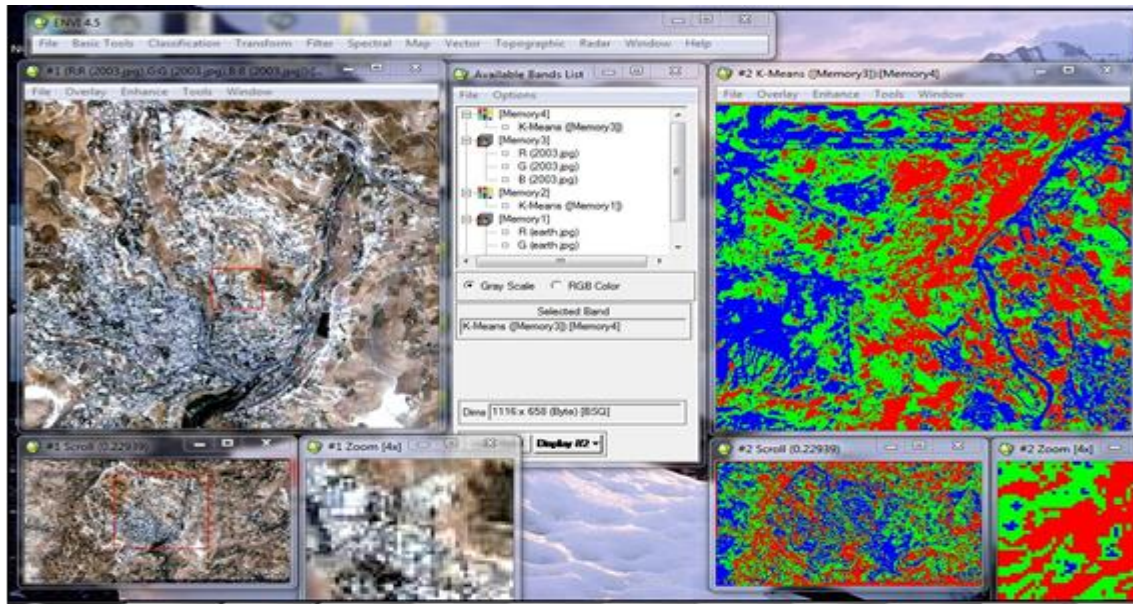 ENVI 4.5
File Basic Tools Classification Transform Filter Spectral Map Vector Topographic Radar Window Help
#1 (R:R (2003.jpg),G:G (2003.jpg),B:B (2003.jpg)):[...
File Overlay Enhance Tools Window
Available Bands List
File Options
[Memory4]
K-Means ([Memory3])
[Memory3]
R (2003.jpg)
G (2003.jpg)
B (2003.jpg)
[Memory2]
K-Means ([Memory1])
[Memory1]
R (earth.jpg)
G (earth.jpg)
Gray Scale RGB Color
Selected Band
K-Means ([Memory3]):[Memory4]
Dims 1116 x 658 (Byte) [BSQ]
Display #2
#2 K-Means ([Memory3]):[Memory4]
File Overlay Enhance Tools Window
#1 Scroll (0.22939)
#1 Zoom [4x]
#2 Scroll (0.22939)
#2 Zoom [4x]